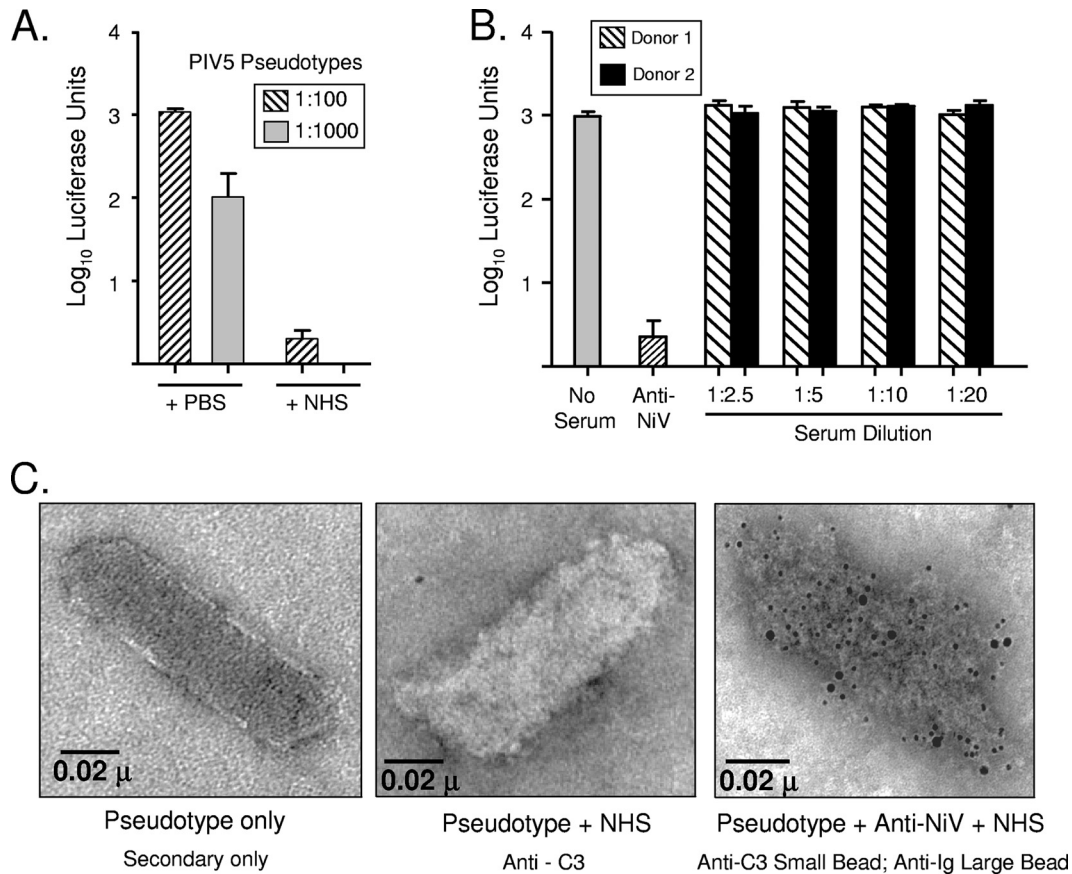 A.
4
3
2
1
Log10 Luciferase Units
PIV5 Pseudotypes
1:100
1:1000
+ PBS
+ NHS
B.
4
3
2
1
Log10 Luciferase Units
Donor 1
Donor 2
No Serum
Anti-NiV
1:2.5
1:5
1:10
1:20
Serum Dilution
C.
0.02 μ
0.02 μ
0.02 μ
Pseudotype only
Secondary only
Pseudotype + NHS
Anti - C3
Pseudotype + Anti-NiV + NHS
Anti-C3 Small Bead; Anti-Ig Large Bead